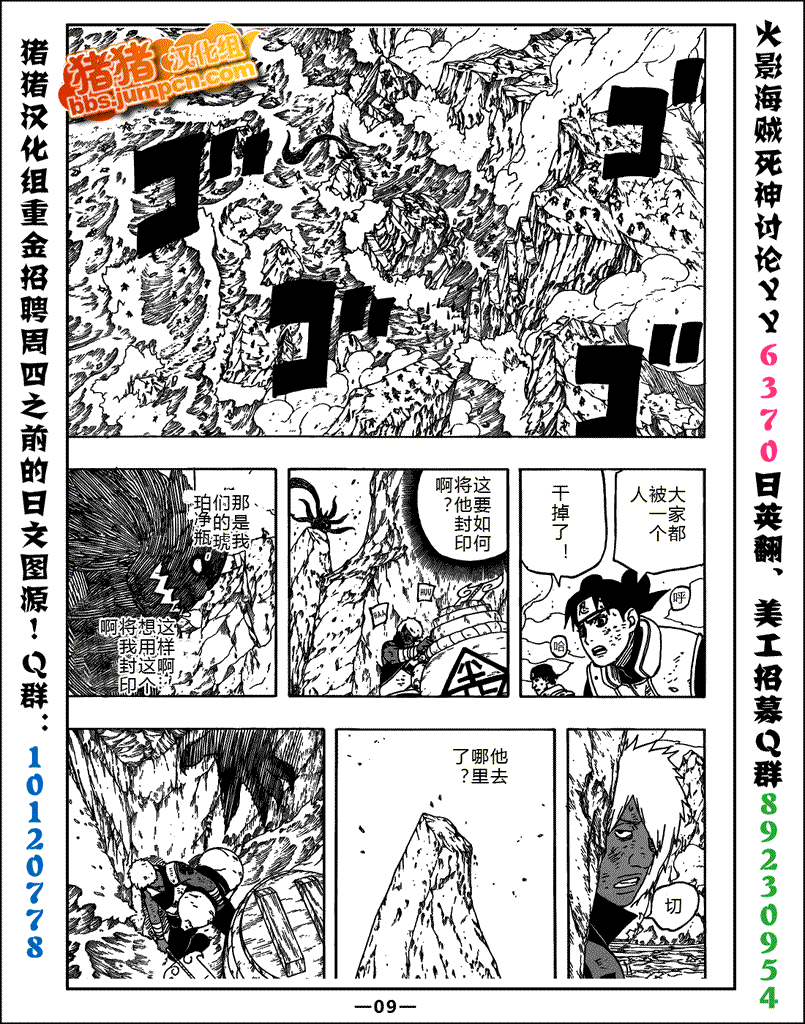 猪猪汉化组
bbs.jumpcn.com
猪猪汉化组重金招聘周四之前的日文图源！Q群：10120778
火影海贼死神讨论YY6370日英翻、美工招募Q群89230954
ゴ
ゴ
ゴ
ゴ
大家都
被一个
人
干
掉
了
！
呼
哈
这要如何
将他封印
啊？
那是我
们的琥
珀净瓶
。
这样啊
想用这个
将我封印
啊
切
他去
哪里
了？
—09—